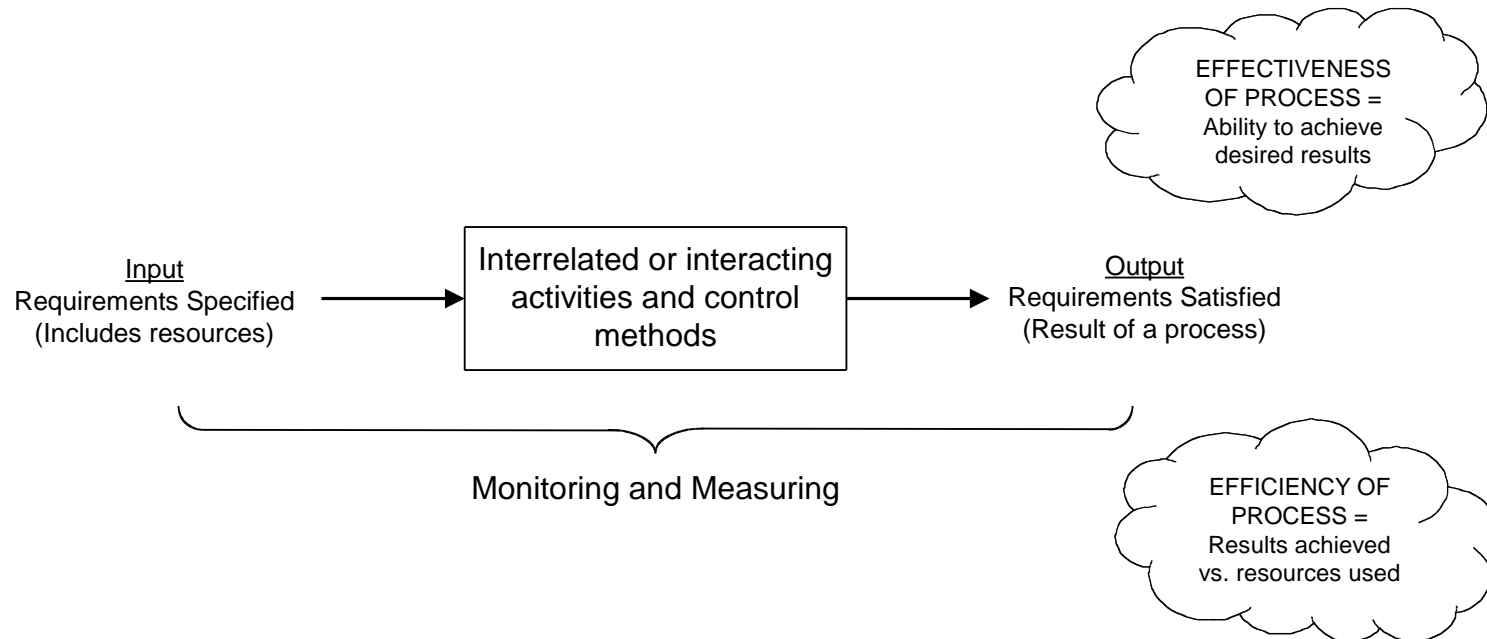 EFFECTIVENESS
OF PROCESS =
Ability to achieve
desired results
Input
Requirements Specified
(Includes resources)
Interrelated or interacting
activities and control
methods
Output
Requirements Satisfied
(Result of a process)
Monitoring and Measuring
EFFICIENCY OF
PROCESS =
Results achieved
vs. resources used